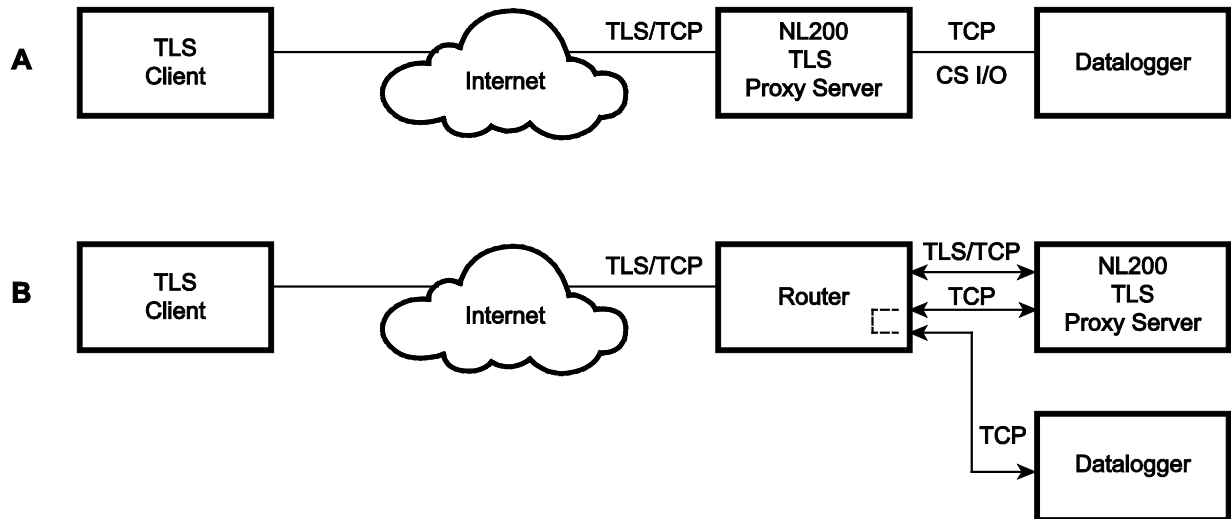 A
TLS
Client
Internet
TLS/TCP
NL200
TLS
Proxy Server
TCP
CS I/O
Datalogger
B
TLS
Client
Internet
TLS/TCP
Router
TLS/TCP
TCP
NL200
TLS
Proxy Server
TCP
Datalogger